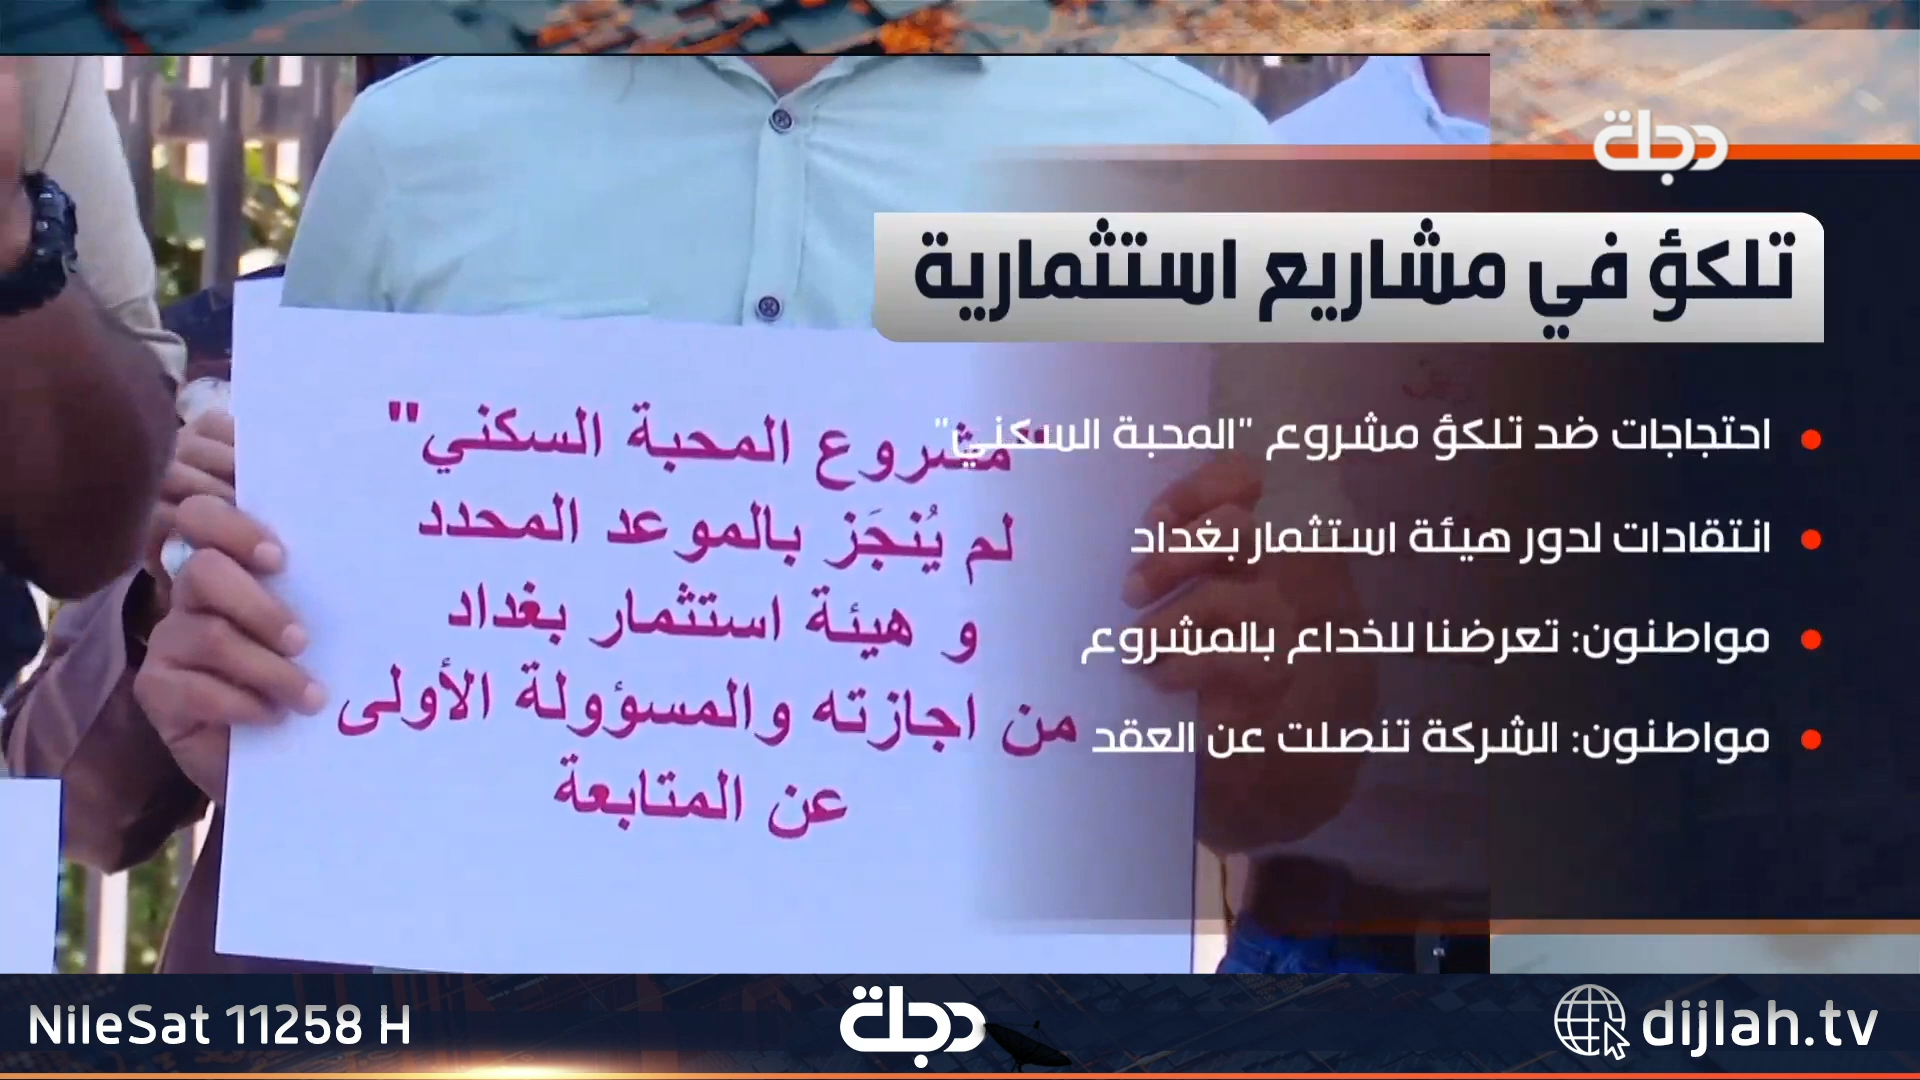 دجلة
تلكؤ في مشاريع استثمارية
احتجاجات ضد تلكؤ مشروع "المحبة السكني"
انتقادات لدور هيئة استثمار بغداد
مواطنون: تعرضنا للخداع بالمشروع
مواطنون: الشركة تنصلت عن العقد
"مشروع المحبة السكني"
لم يُنجَز بالموعد المحدد
و هيئة استثمار بغداد
من اجازته والمسؤولة الأولى
عن المتابعة
NileSat 11258 H
دجلة
dijlah.tv